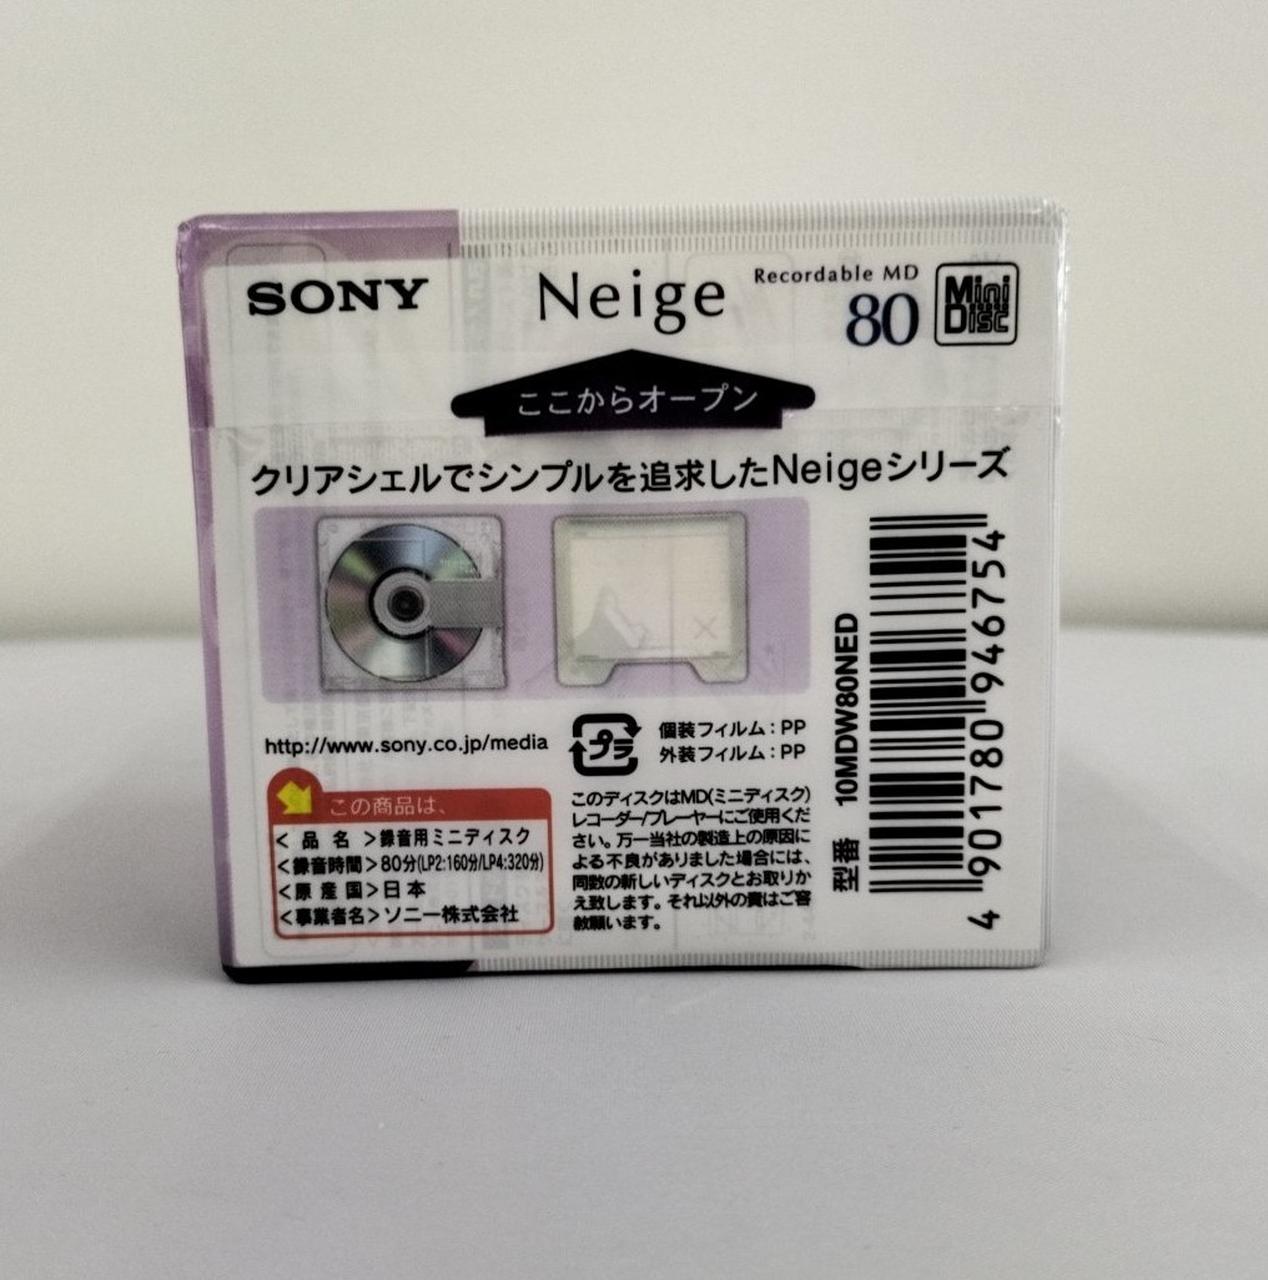 SONY
Neige
Recordable MD
80
Mini
Disc
ここからオープン
クリアシェルでシンプルを追求したNeigeシリーズ
http://www.sony.co.jp/media
プラ
個装フィルム：PP
外装フィルム：PP
この商品は、
＜品名＞録音用ミニディスク
＜録音時間＞80分(LP2:160分/LP4:320分)
＜原産国＞日本
＜事業者名＞ソニー株式会社
このディスクはMD(ミニディスク)
レコーダー/プレーヤーにご使用くだ
さい。万一当社の製造上の原因に
よる不良がありました場合には、
同数の新しいディスクとお取りか
え致します。それ以外の責はご容
赦願います。
型番 10MDW80NED
4 901780 946754